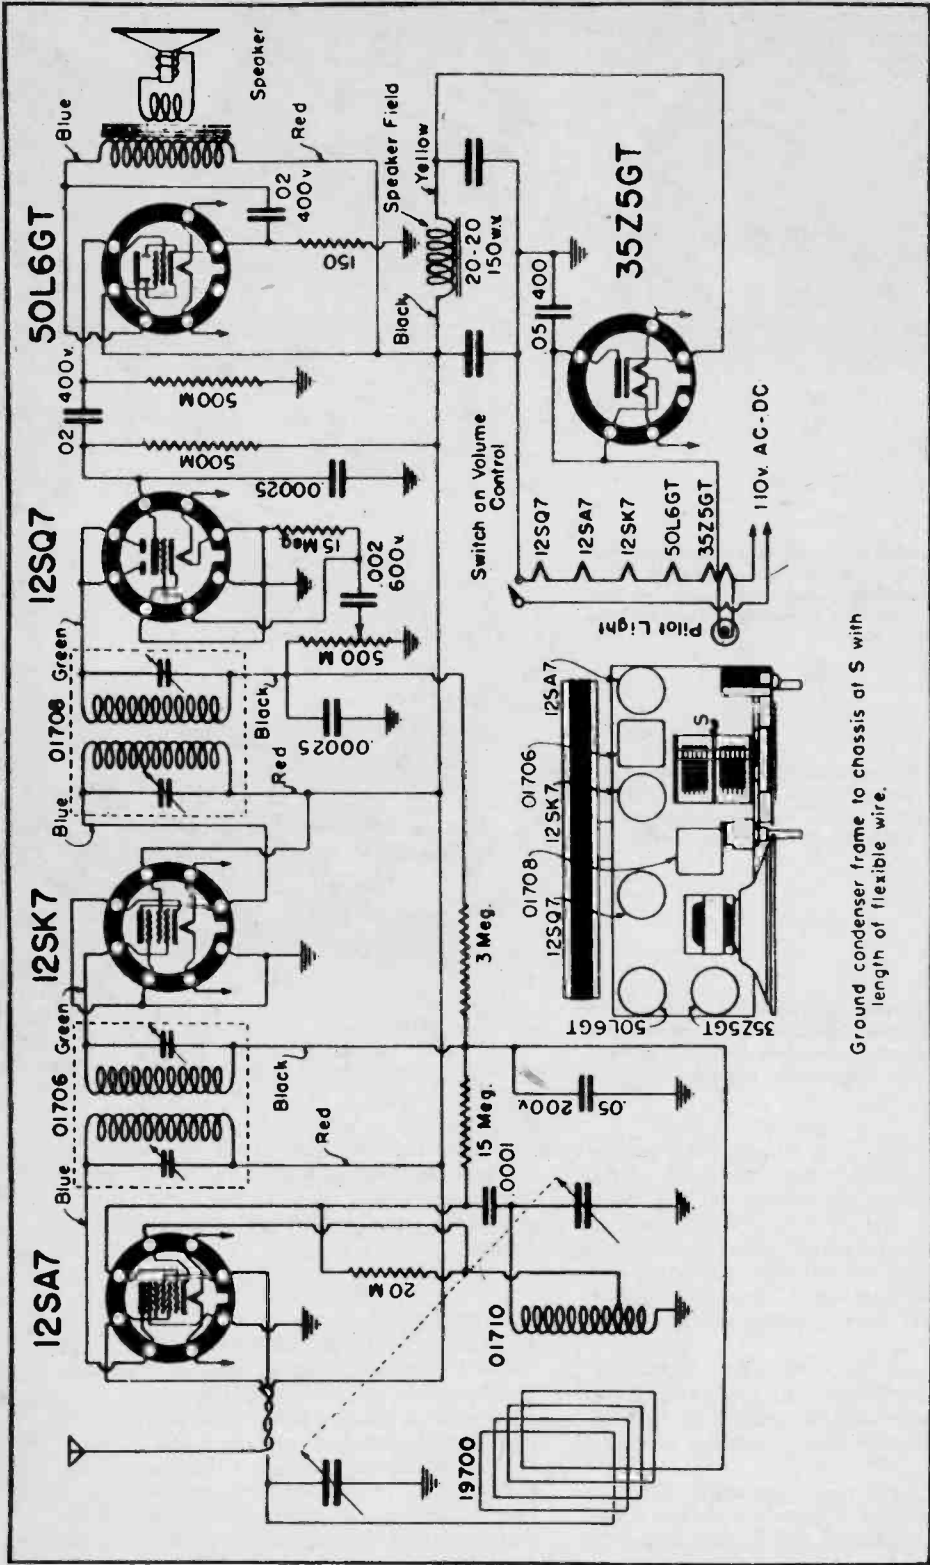 Speaker
Blue
Red
50L6GT
.02
400v
150
Speaker Field
Yellow
Black
20-20
150 w.v.
.05 400
35Z5GT
400v.
.02
500M
500M
.00025
12SQ7
15 Meg
.002
600v.
500 M
Switch an Volume
Control
12SQ7
12SA7
12SK7
50L6GT
35Z5GT
110v. AC-DC
Pilot Light
Green
01708
Blue
Black
.00025
Red
12SK7
3 Meg.
Green
01706
Blue
Black
Red
15 Meg.
.0001
.05
200v.
12SA7
20 M
01710
19700
12SA7
01706
12SK7
01708
12SQ7
50L6GT
35Z5GT
S
Ground condenser frame to chassis at S with
length of flexible wire.